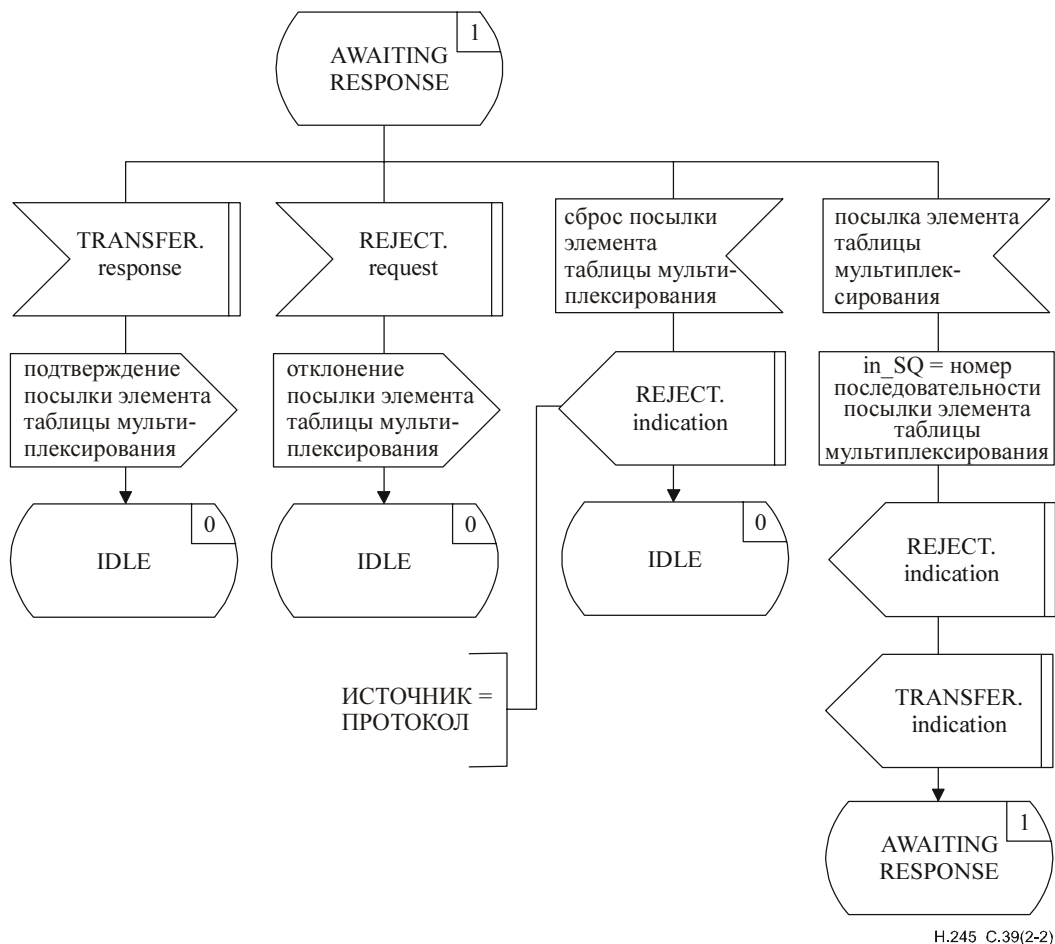 1
AWAITING
RESPONSE
TRANSFER.
response
REJECT.
request
сброс посылки
элемента
таблицы мульти-
плексирования
посылка элемента
таблицы
мультиплек-
сирования
подтверждение
посылки элемента
таблицы мульти-
плексирования
отклонение
посылки элемента
таблицы мульти-
плексирования
REJECT.
indication
in_SQ = номер
последовательности
посылки элемента
таблицы
мультиплексирования
0
IDLE
0
IDLE
0
IDLE
REJECT.
indication
ИСТОЧНИК =
ПРОТОКОЛ
TRANSFER.
indication
1
AWAITING
RESPONSE
H.245_C.39(2-2)